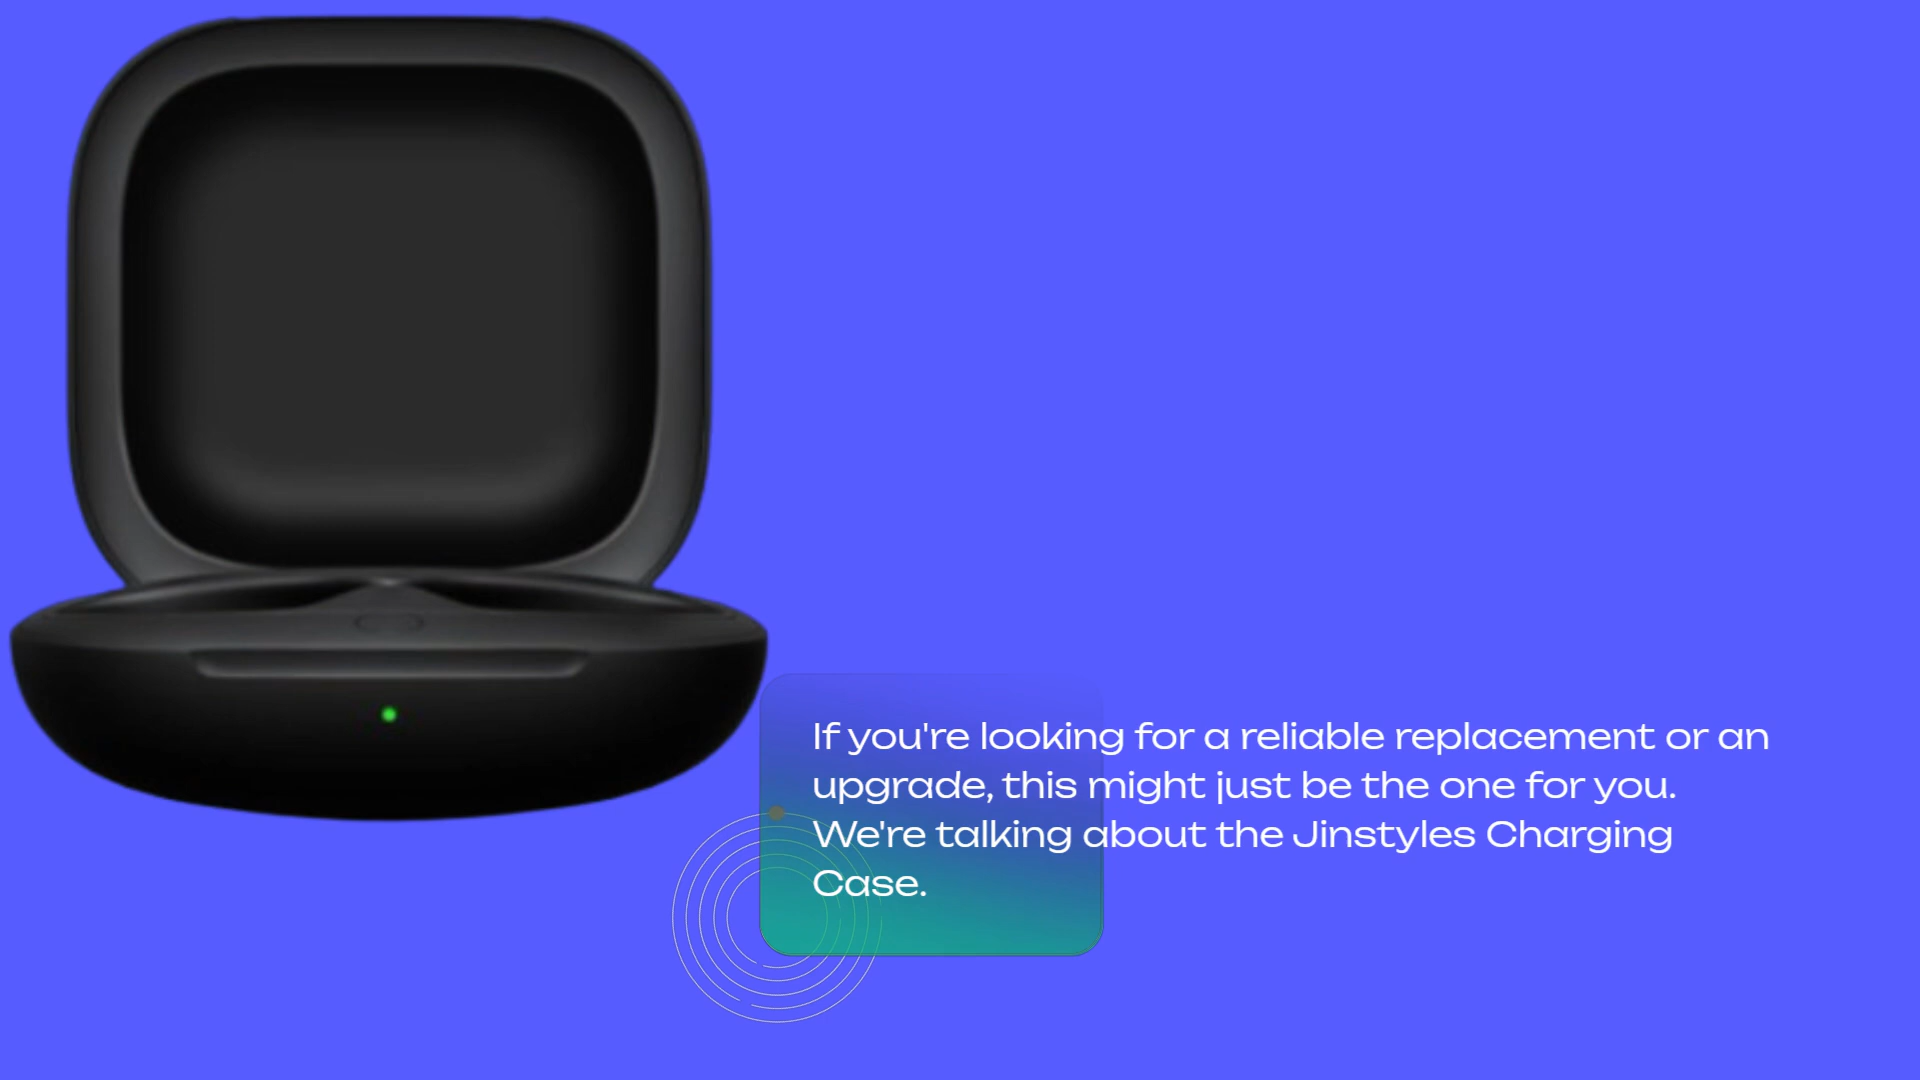 If you're looking for a reliable replacement or an
upgrade, this might just be the one for you.
We're talking about the Jinstyles Charging
Case.